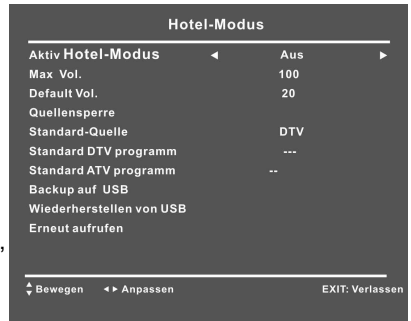 Hotel-Modus
Aktiv Hotel-Modus ◄ Aus ►
Max Vol. 100
Default Vol. 20
Quellensperre
Standard-Quelle DTV
Standard DTV programm ---
Standard ATV programm --
Backup auf USB
Wiederherstellen von USB
Erneut aufrufen
,
Bewegen ◄► Anpassen EXIT: Verlassen